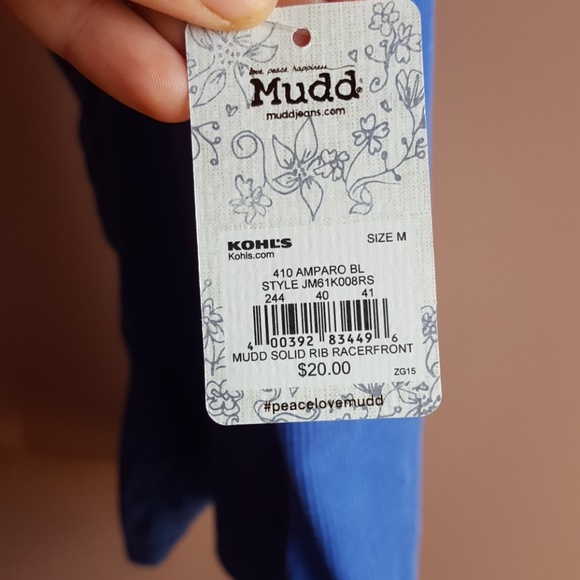 love peace happiness
Mudd
muddjeans.com
KOHL'S SIZE M
Kohls.com
410 AMPARO BL
STYLE JM61K008RS
244 40 41
4 00392 83449 6
MUDD SOLID RIB RACERFRONT
$20.00
ZG15
#peacelovemudd